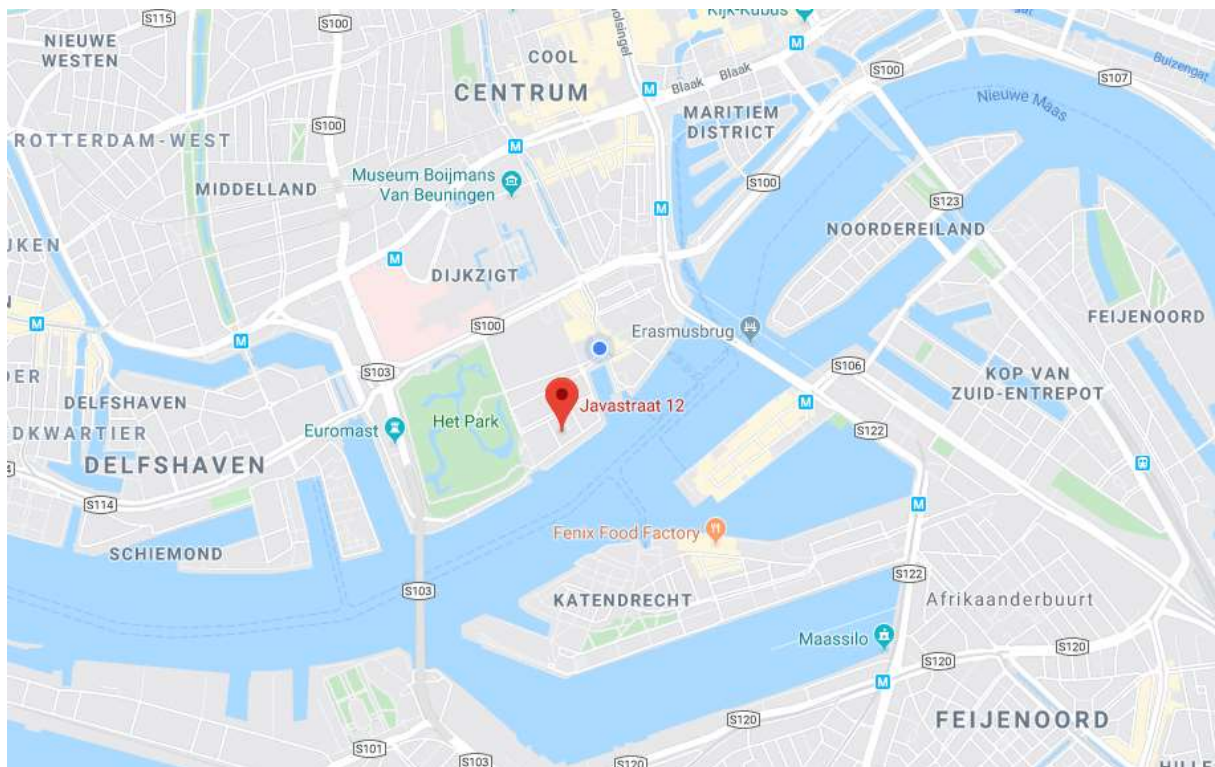 S115
S100
Kijk-Kubus
NIEUWE
WESTEN
COOL
M
S100
S107
Buizengat
CENTRUM
M
Blaak
Blaak
Nieuwe Maas
MARITIEM
DISTRICT
S100
ROTTERDAM-WEST
M
Museum Boijmans
Van Beuningen
MIDDELLAND
S100
S123
M
NOORDEREILAND
M
DIJKZIGT
M
S100
Erasmusbrug
FEIJENOORD
M
S103
S106
KOP VAN
ZUID-ENTREPOT
DELFSHAVEN
Javastraat 12
M
Het Park
Euromast
S122
DKWARTIER
DELFSHAVEN
S114
M
Fenix Food Factory
SCHIEMOND
S122
S103
KATENDRECHT
Afrikaanderbuurt
Maassilo
S120
S120
M
S120
FEIJENOORD
S101
S103
S120